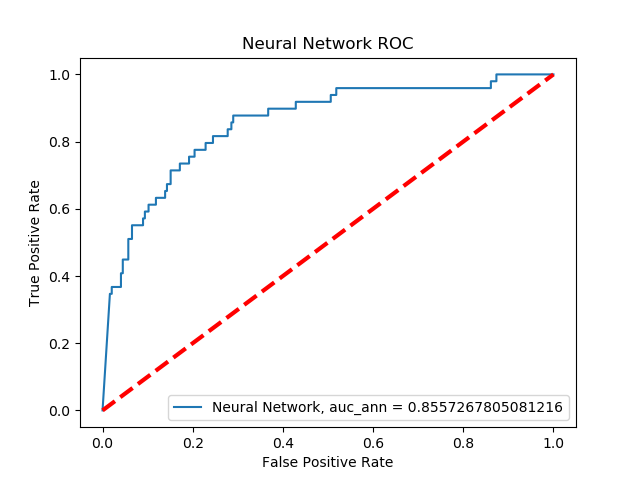 Neural Network ROC
1.0
0.8
0.6
0.4
0.2
0.0
True Positive Rate
Neural Network, auc_ann = 0.8557267805081216
0.0 0.2 0.4 0.6 0.8 1.0
False Positive Rate